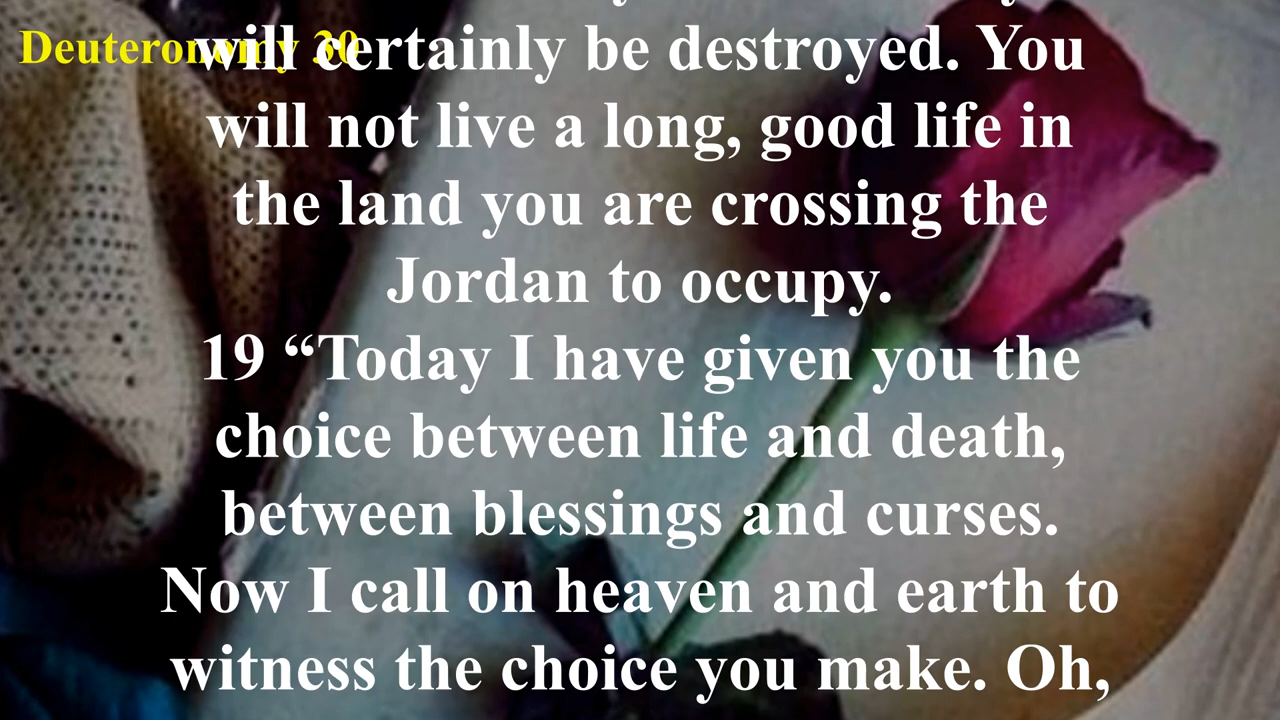 Deuteronomy 30
will certainly be destroyed. You
will not live a long, good life in
the land you are crossing the
Jordan to occupy.
19 “Today I have given you the
choice between life and death,
between blessings and curses.
Now I call on heaven and earth to
witness the choice you make. Oh,